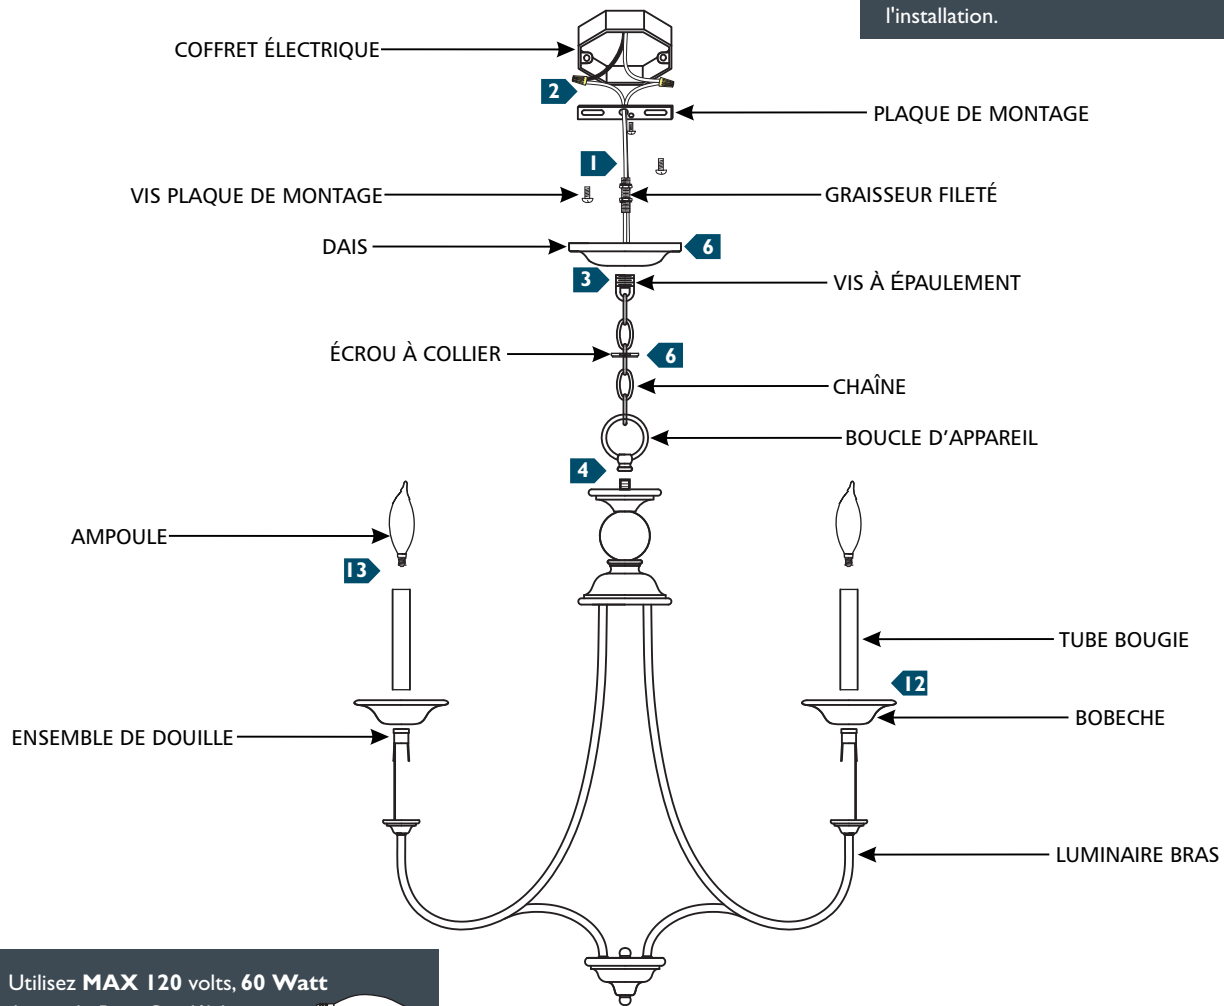 l'installation.
COFFRET ÉLECTRIQUE
2
PLAQUE DE MONTAGE
1
VIS PLAQUE DE MONTAGE
GRAISSEUR FILETÉ
DAIS
6
3
VIS À ÉPAULEMENT
ÉCROU À COLLIER
6
CHAÎNE
BOUCLE D’APPAREIL
4
AMPOULE
13
TUBE BOUGIE
12
BOBECHE
ENSEMBLE DE DOUILLE
LUMINAIRE BRAS
Utilisez MAX 120 volts, 60 Watt